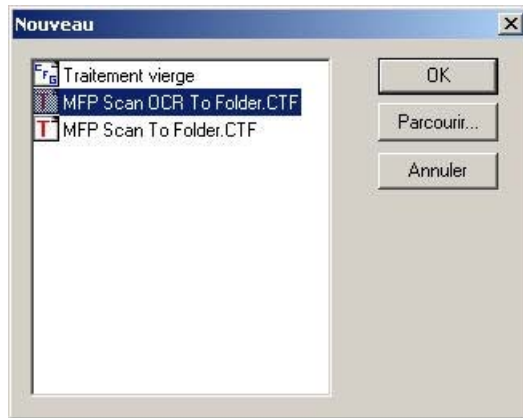 Nouveau
Traitement vierge
MFP Scan OCR To Folder.CTF
MFP Scan To Folder.CTF
OK
Parcourir...
Annuler